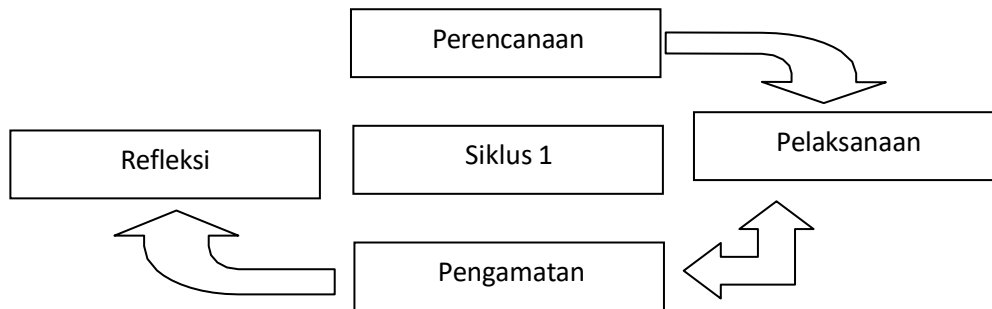 Perencanaan
Refleksi
Siklus 1
Pelaksanaan
Pengamatan